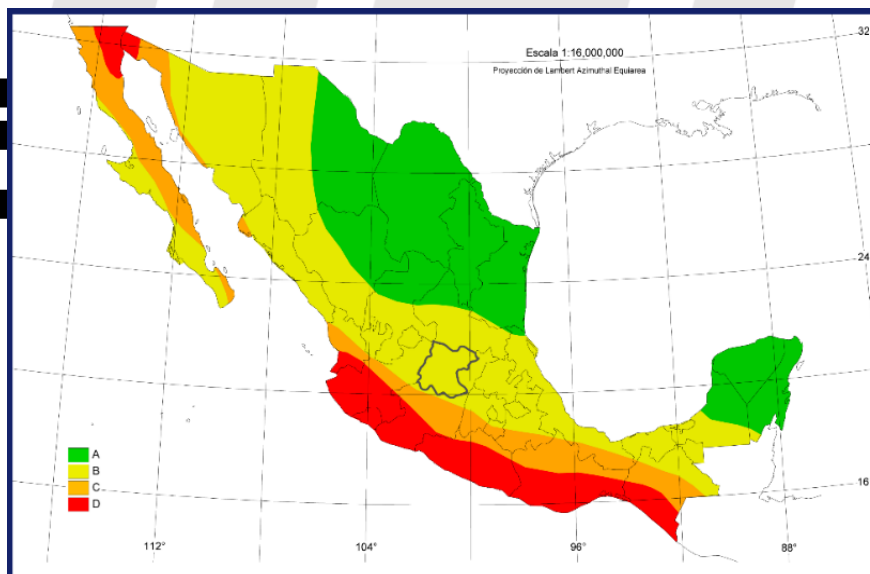 Escala 1:16,000,000
Proyección de Lambert Azimuthal Equiarea
32
24
16
A
B
C
D
112°
104°
96°
88°